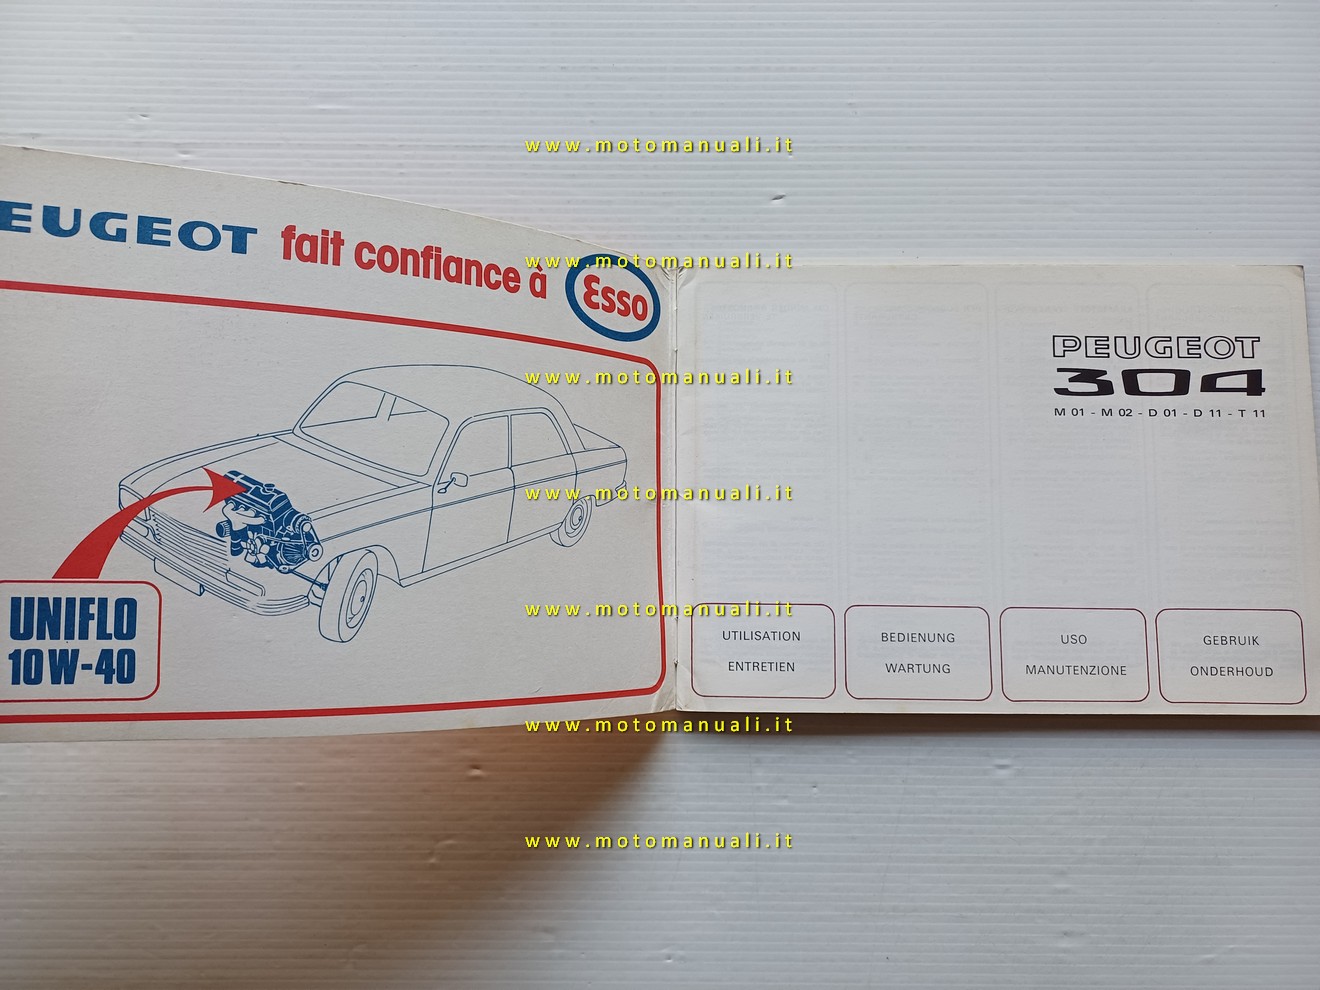 EUGEOT fait confiance à Esso
UNIFLO
10W-40
PEUGEOT
304
M 01 - M 02 - D 01 - D 11 - T 11
UTILISATION
ENTRETIEN
BEDIENUNG
WARTUNG
USO
MANUTENZIONE
GEBRUIK
ONDERHOUD
www.motomanuali.it
www.motomanuali.it
www.motomanuali.it
www.motomanuali.it
www.motomanuali.it
www.motomanuali.it
www.motomanuali.it